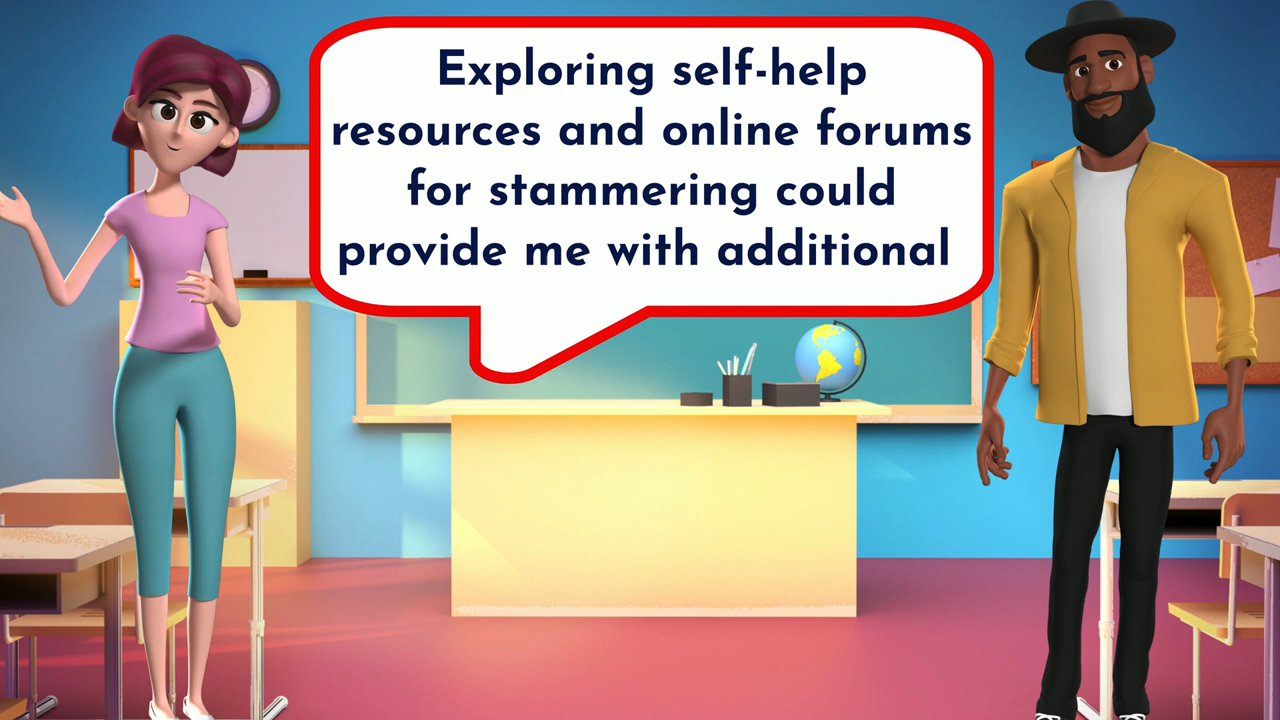 Exploring self-help
resources and online forums
for stammering could
provide me with additional